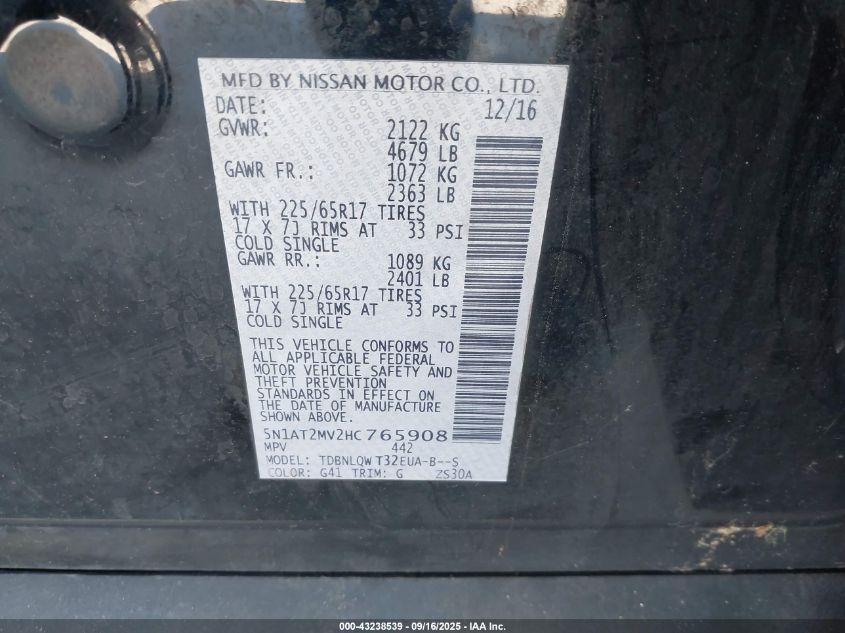 MFD BY NISSAN MOTOR CO., LTD.
DATE: 12/16
GVWR: 2122 KG
4679 LB
GAWR FR.: 1072 KG
2363 LB
WITH 225/65R17 TIRES
17 X 7J RIMS AT 33 PSI
COLD SINGLE
GAWR RR.: 1089 KG
2401 LB
WITH 225/65R17 TIRES
17 X 7J RIMS AT 33 PSI
COLD SINGLE
THIS VEHICLE CONFORMS TO
ALL APPLICABLE FEDERAL
MOTOR VEHICLE SAFETY AND
THEFT PREVENTION
STANDARDS IN EFFECT ON
THE DATE OF MANUFACTURE
SHOWN ABOVE.
5N1AT2MV2HC765908
MPV 442
MODEL: TDBNLQW T32EUA-B--S
COLOR: G41 TRIM: G ZS30A
000-43238539 - 09/16/2025 - IAA Inc.